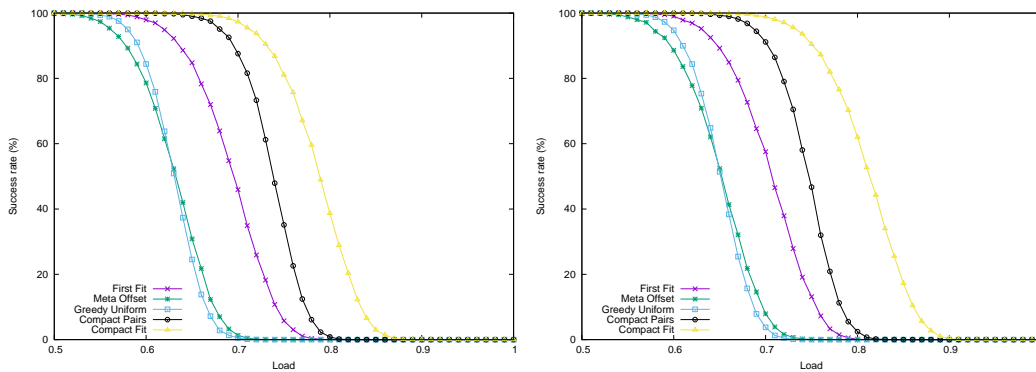 100
80
60
40
20
0
Success rate (%)
First Fit
Meta Offset
Greedy Uniform
Compact Pairs
Compact Fit
0.5 0.6 0.7 0.8 0.9 1
Load
100
80
60
40
20
0
Success rate (%)
First Fit
Meta Offset
Greedy Uniform
Compact Pairs
Compact Fit
0.5 0.6 0.7 0.8 0.9
Load